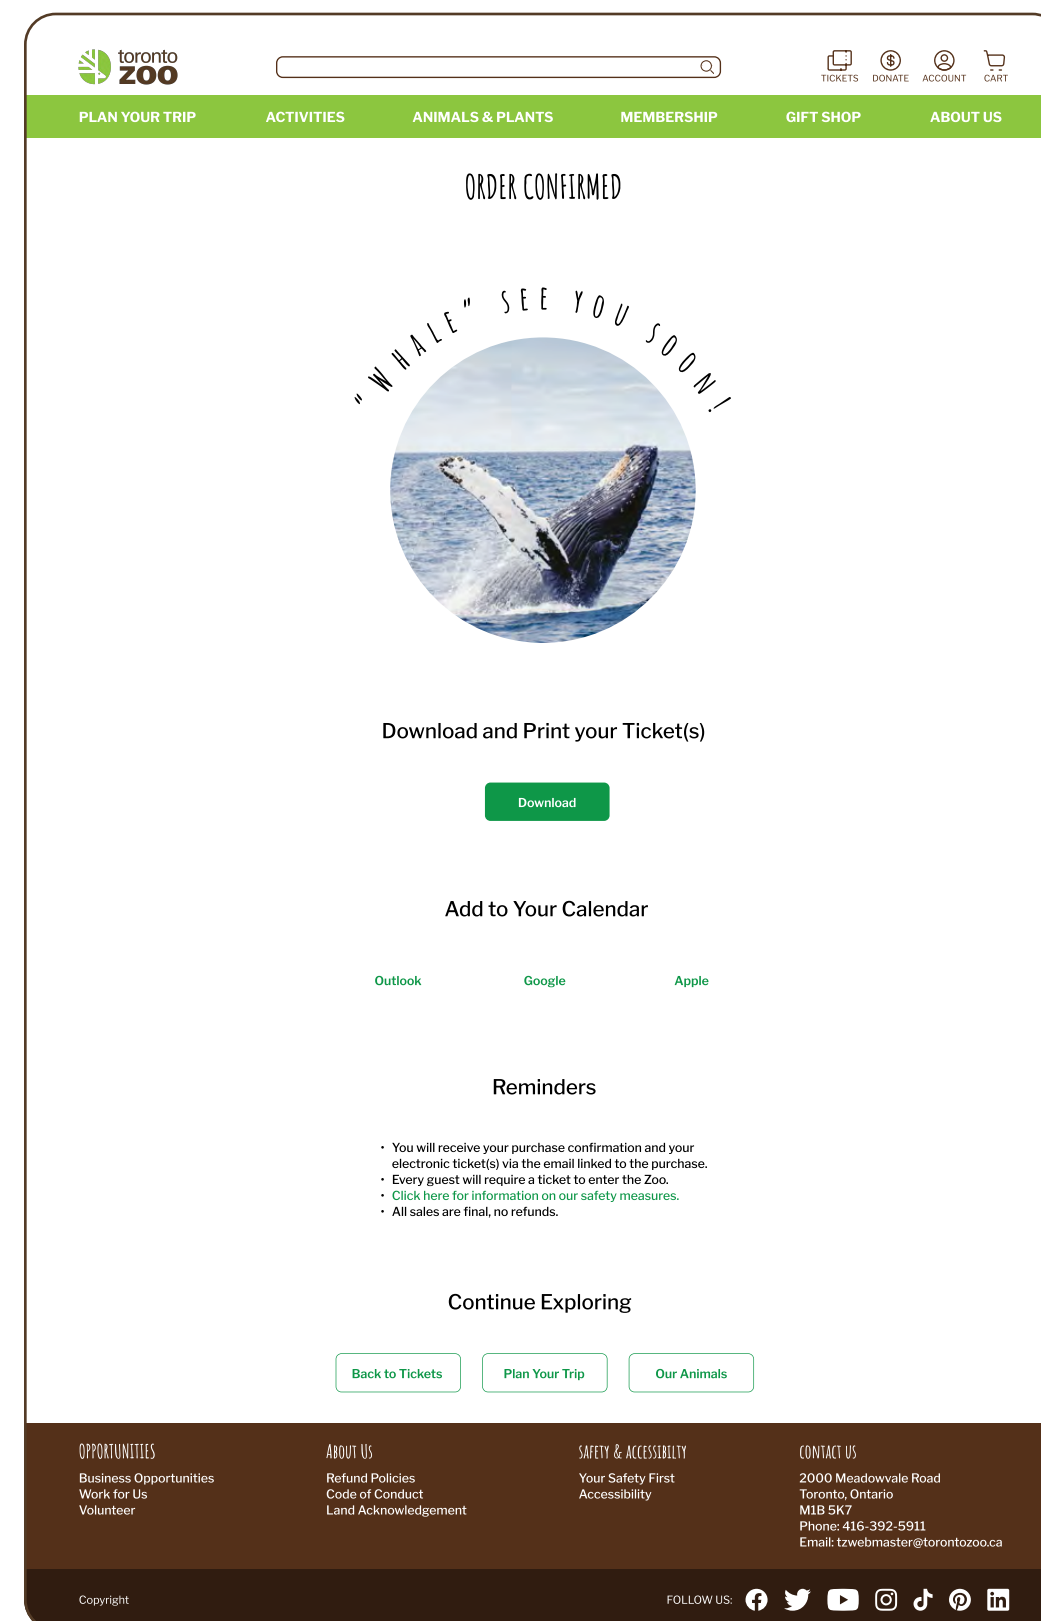 toronto
zoo
TICKETS DONATE ACCOUNT CART
PLAN YOUR TRIP ACTIVITIES ANIMALS & PLANTS MEMBERSHIP GIFT SHOP ABOUT US
ORDER CONFIRMED
"WHALE" SEE YOU SOON!
Download and Print your Ticket(s)
Download
Add to Your Calendar
Outlook Google Apple
Reminders
• You will receive your purchase confirmation and your
electronic ticket(s) via the email linked to the purchase.
• Every guest will require a ticket to enter the Zoo.
• Click here for information on our safety measures.
• All sales are final, no refunds.
Continue Exploring
Back to Tickets Plan Your Trip Our Animals
OPPORTUNITIES
Business Opportunities
Work for Us
Volunteer
ABOUT US
Refund Policies
Code of Conduct
Land Acknowledgement
SAFETY & ACCESSIBILTY
Your Safety First
Accessibility
CONTACT US
2000 Meadowvale Road
Toronto, Ontario
M1B 5K7
Phone: 416-392-5911
Email: tzwebmaster@torontozoo.ca
Copyright
FOLLOW US: